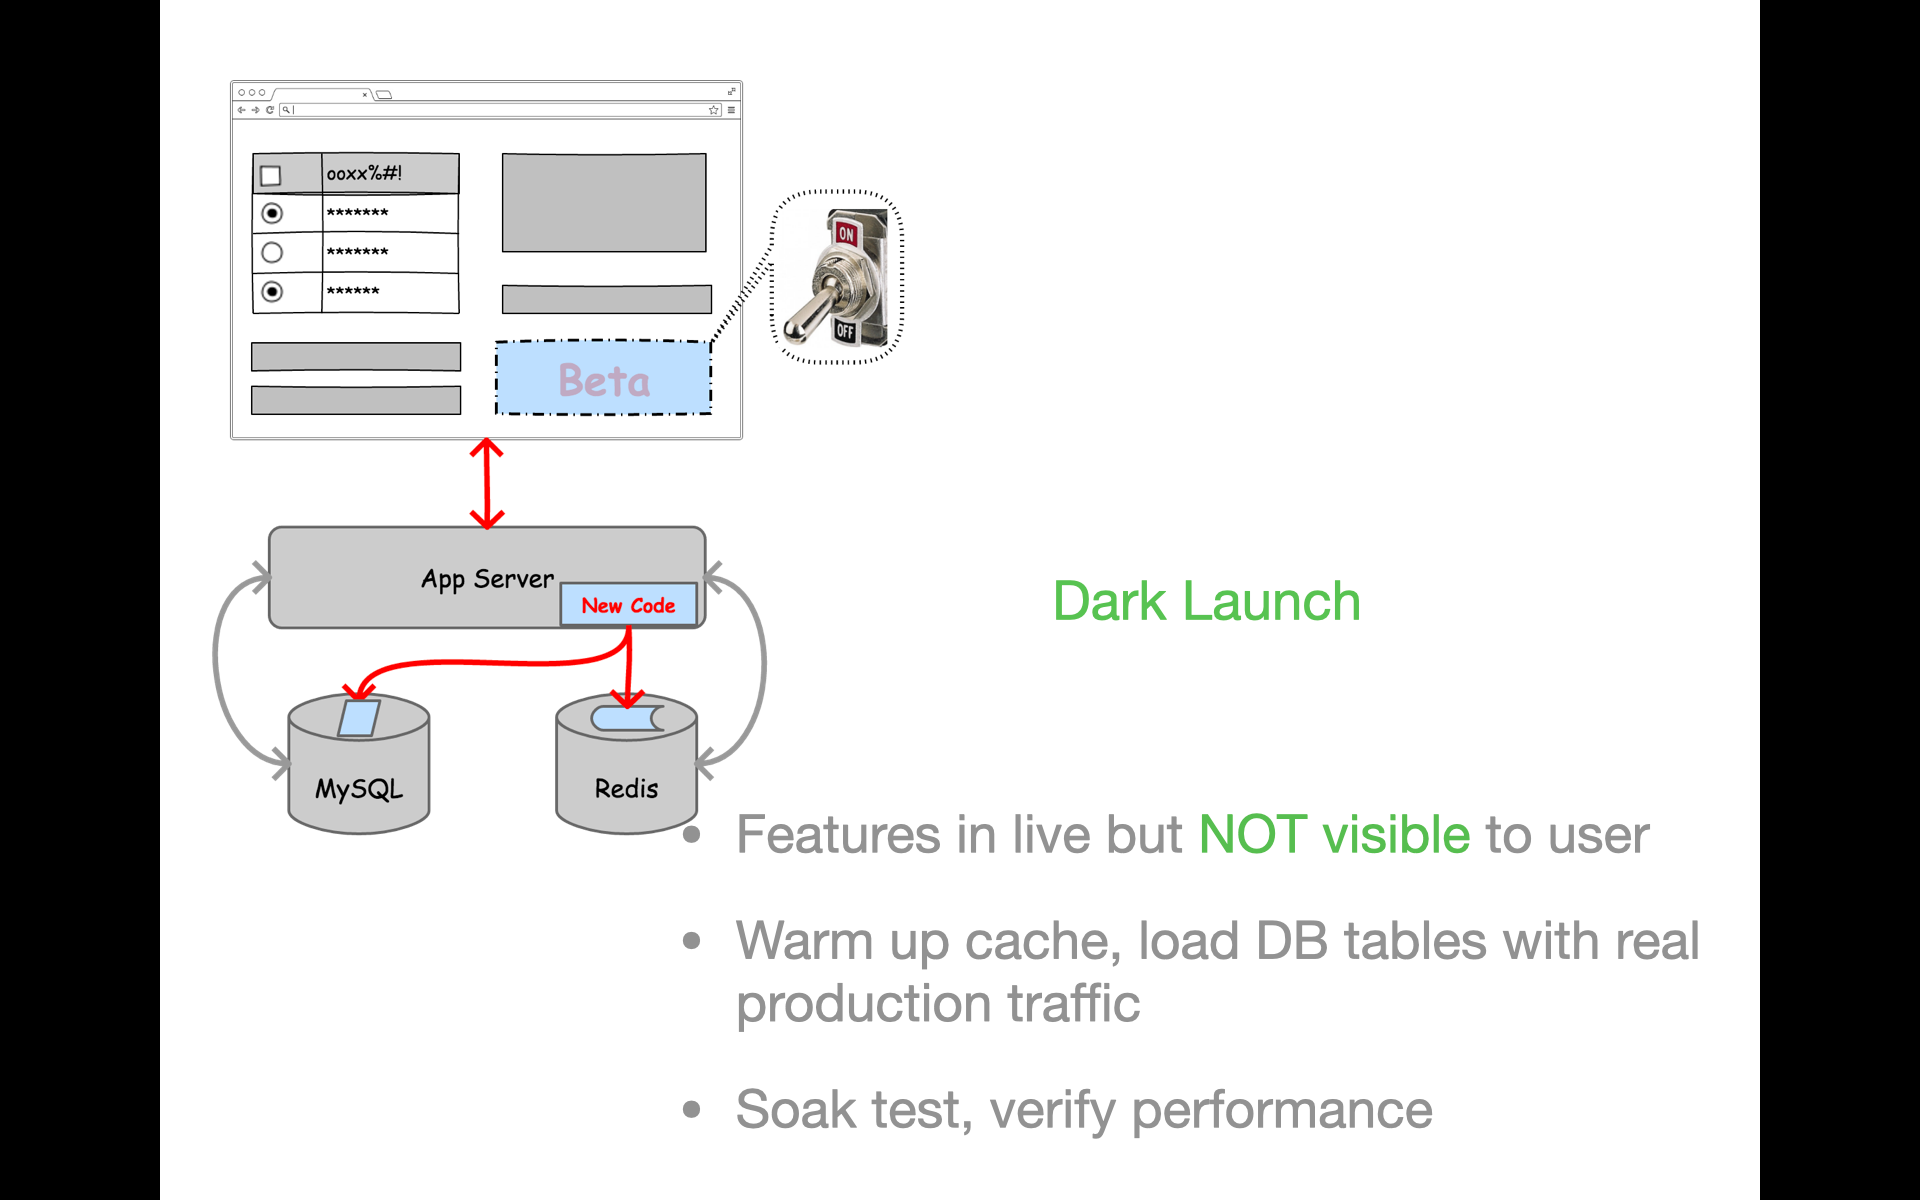 ooxx%#!
*******
*******
******
ON
OFF
Beta
App Server
New Code
MySQL
Redis
Dark Launch
• Features in live but NOT visible to user
• Warm up cache, load DB tables with real
production traffic
• Soak test, verify performance